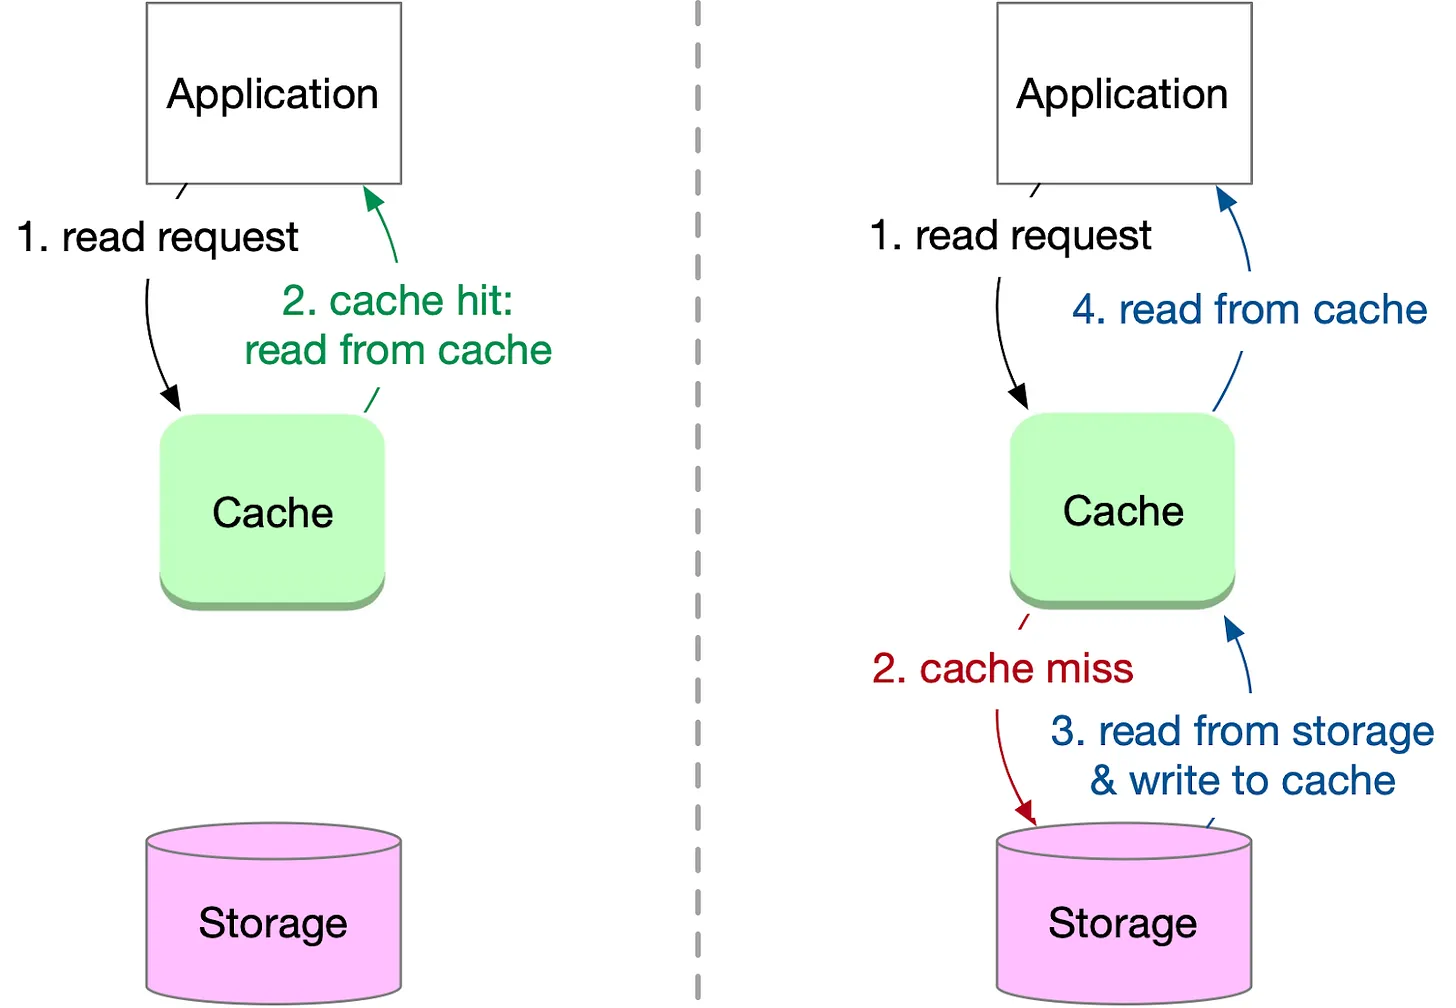 Application
1. read request
2. cache hit:
read from cache
Cache
Storage
Application
1. read request
4. read from cache
Cache
2. cache miss
3. read from storage
& write to cache
Storage